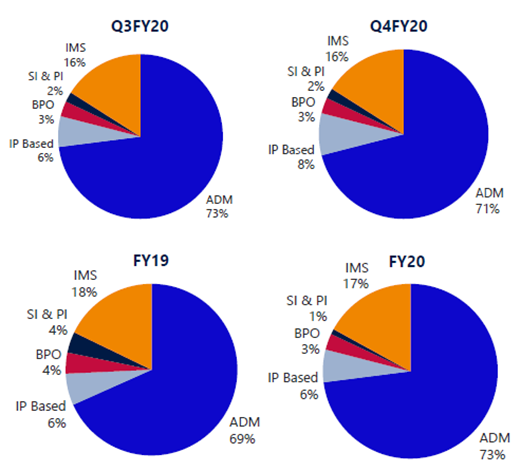 Q3FY20
IMS
16%
SI & PI
2%
BPO
3%
IP Based
6%
ADM
73%
Q4FY20
IMS
16%
SI & PI
2%
BPO
3%
IP Based
8%
ADM
71%
FY19
IMS
18%
SI & PI
4%
BPO
4%
IP Based
6%
ADM
69%
FY20
IMS
17%
SI & PI
1%
BPO
3%
IP Based
6%
ADM
73%